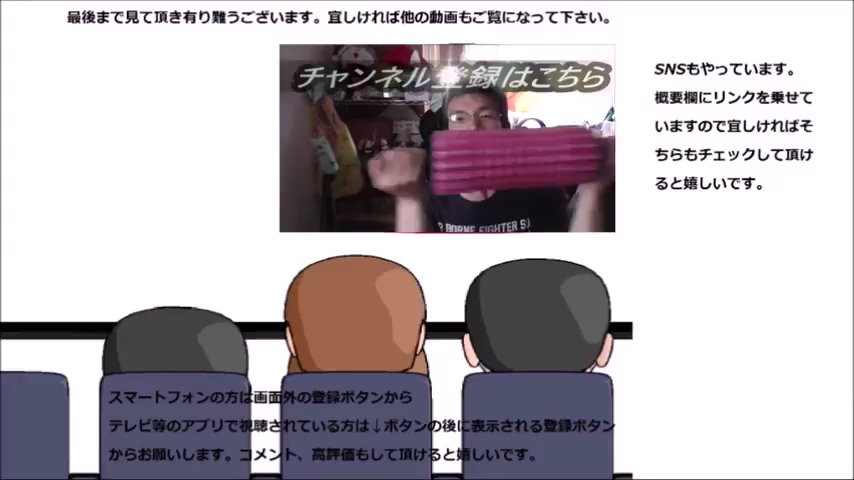 最後まで見て頂き有り難うございます。宜しければ他の動画もご覧になって下さい。
チャンネル登録はこちら
SNSもやっています。
概要欄にリンクを乗せて
いますので宜しければそ
ちらもチェックして頂け
ると嬉しいです。
BORNE FIGHTER
スマートフォンの方は画面外の登録ボタンから
テレビ等のアプリで視聴されている方は↓ボタンの後に表示される登録ボタン
からお願いします。コメント、高評価もして頂けると嬉しいです。